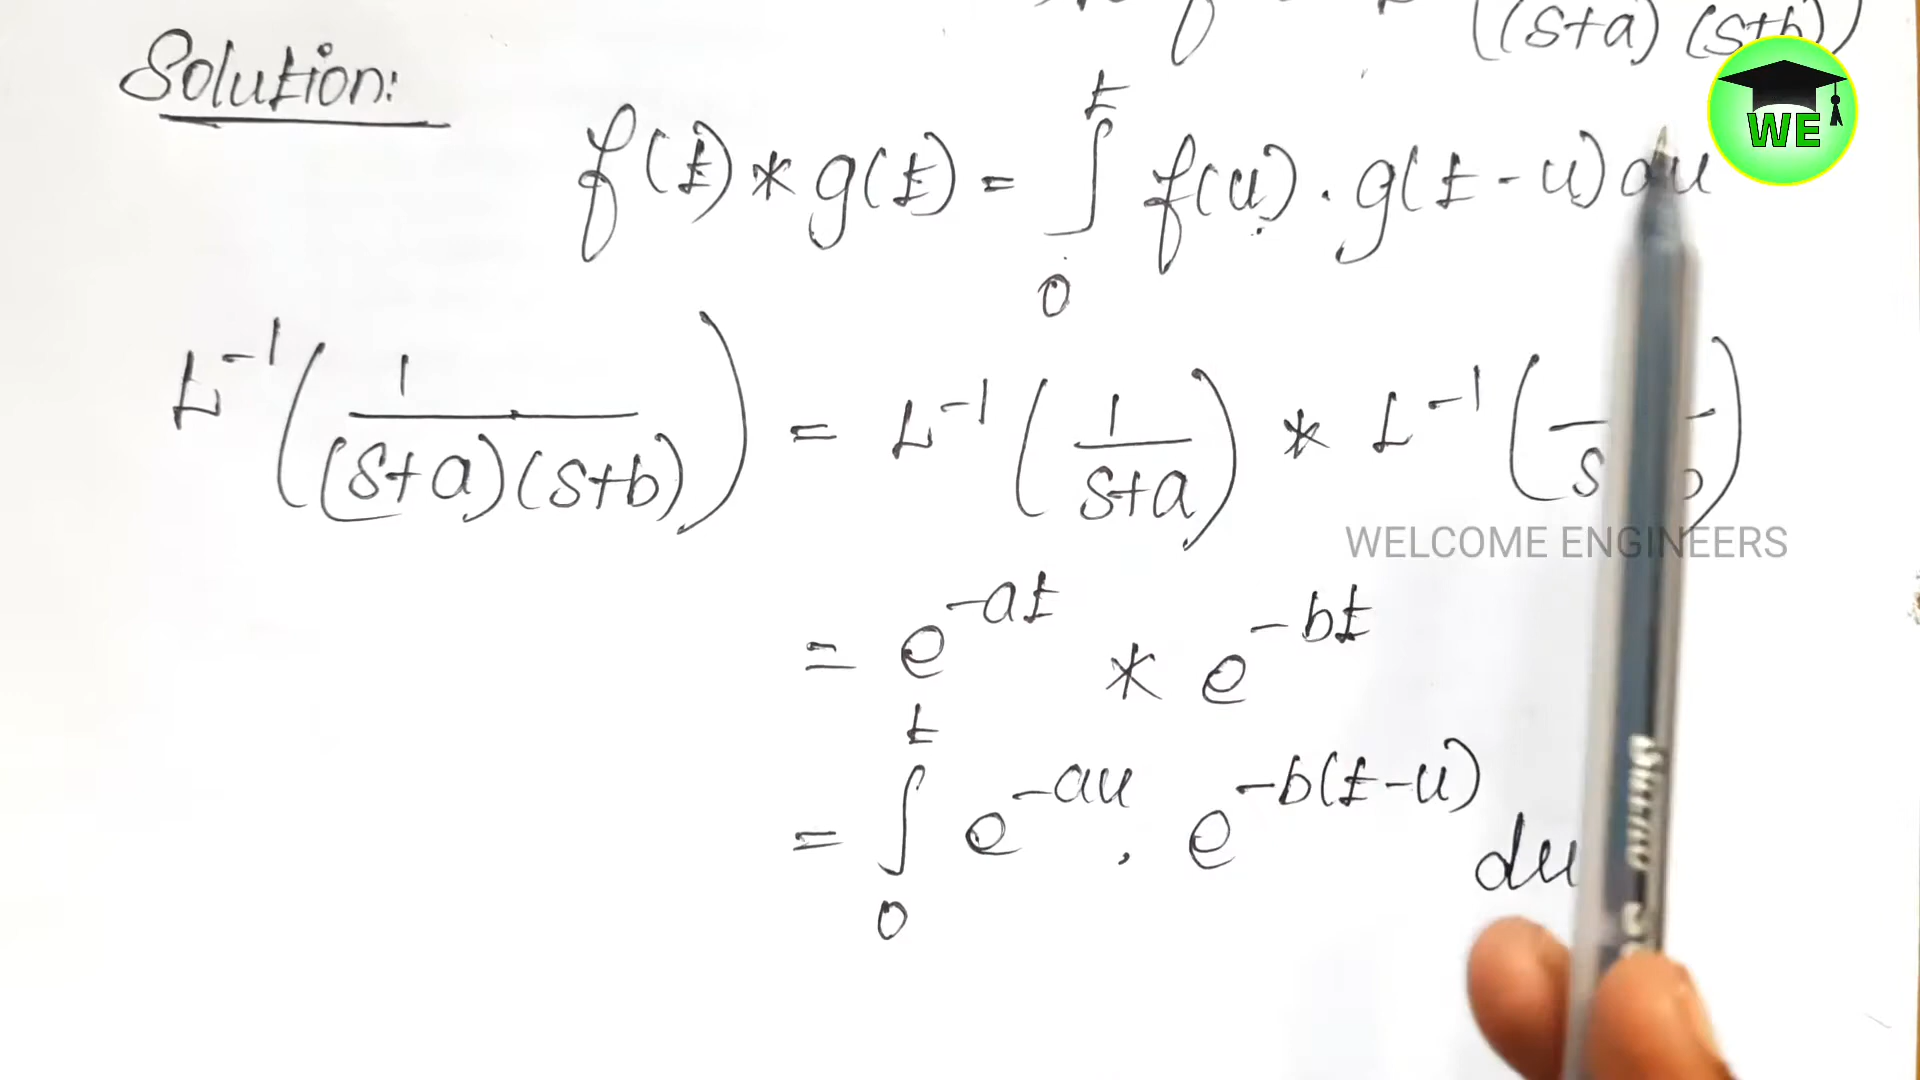 (s+a) (s+b)
Solution:
f(t) * g(t) = ∫₀ᵗ f(u) . g(t - u) du
WE
L⁻¹(1/((s+a)(s+b))) = L⁻¹(1/(s+a)) * L⁻¹(
WELCOME ENGINEERS
= e^(-at) * e^(-bt)
= ∫₀ᵗ e^(-au) . e^(-b(t-u)) du